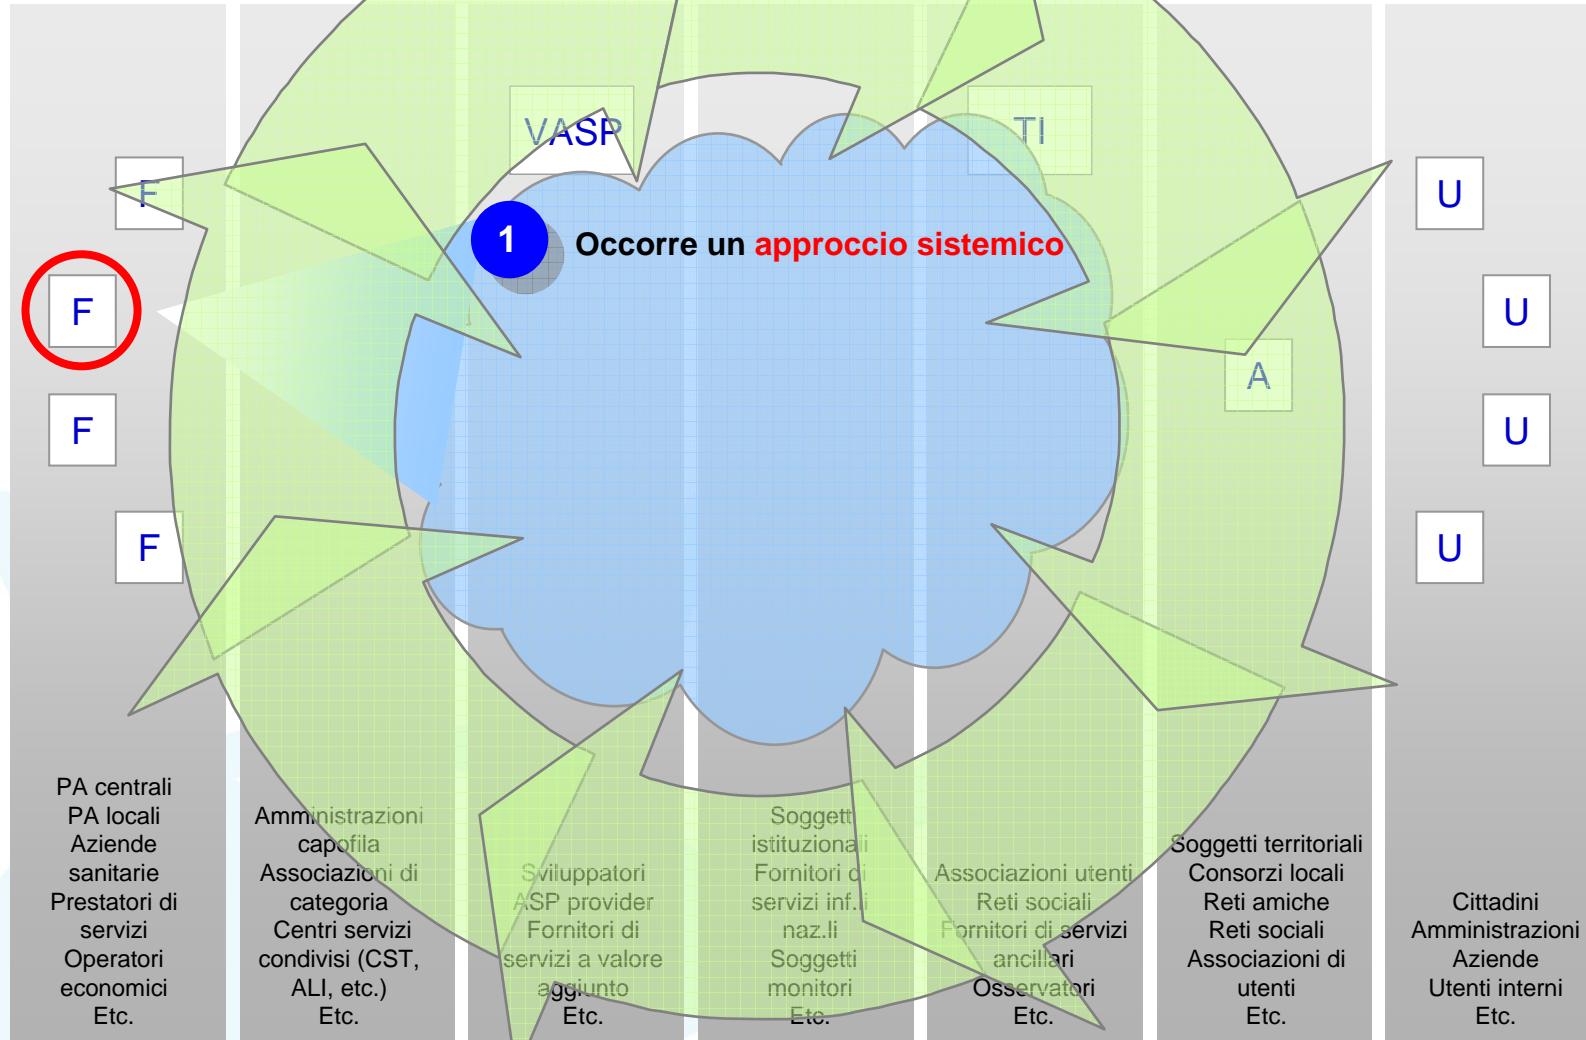 VASP
TI
F
U
1
Occorre un approccio sistemico
F
U
A
F
U
F
U
PA centrali
PA locali
Aziende
sanitarie
Prestatori di
servizi
Operatori
economici
Etc.
Amministrazioni
capofila
Associazioni di
categoria
Centri servizi
condivisi (CST,
ALI, etc.)
Etc.
Sviluppatori
ASP provider
Fornitori di
servizi a valore
aggiunto
Etc.
Soggetti
istituzionali
Fornitori di
servizi inf.li
naz.li
Soggetti
monitori
Etc.
Associazioni utenti
Reti sociali
Fornitori di servizi
ancillari
Osservatori
Etc.
Soggetti territoriali
Consorzi locali
Reti amiche
Reti sociali
Associazioni di
utenti
Etc.
Cittadini
Amministrazioni
Aziende
Utenti interni
Etc.